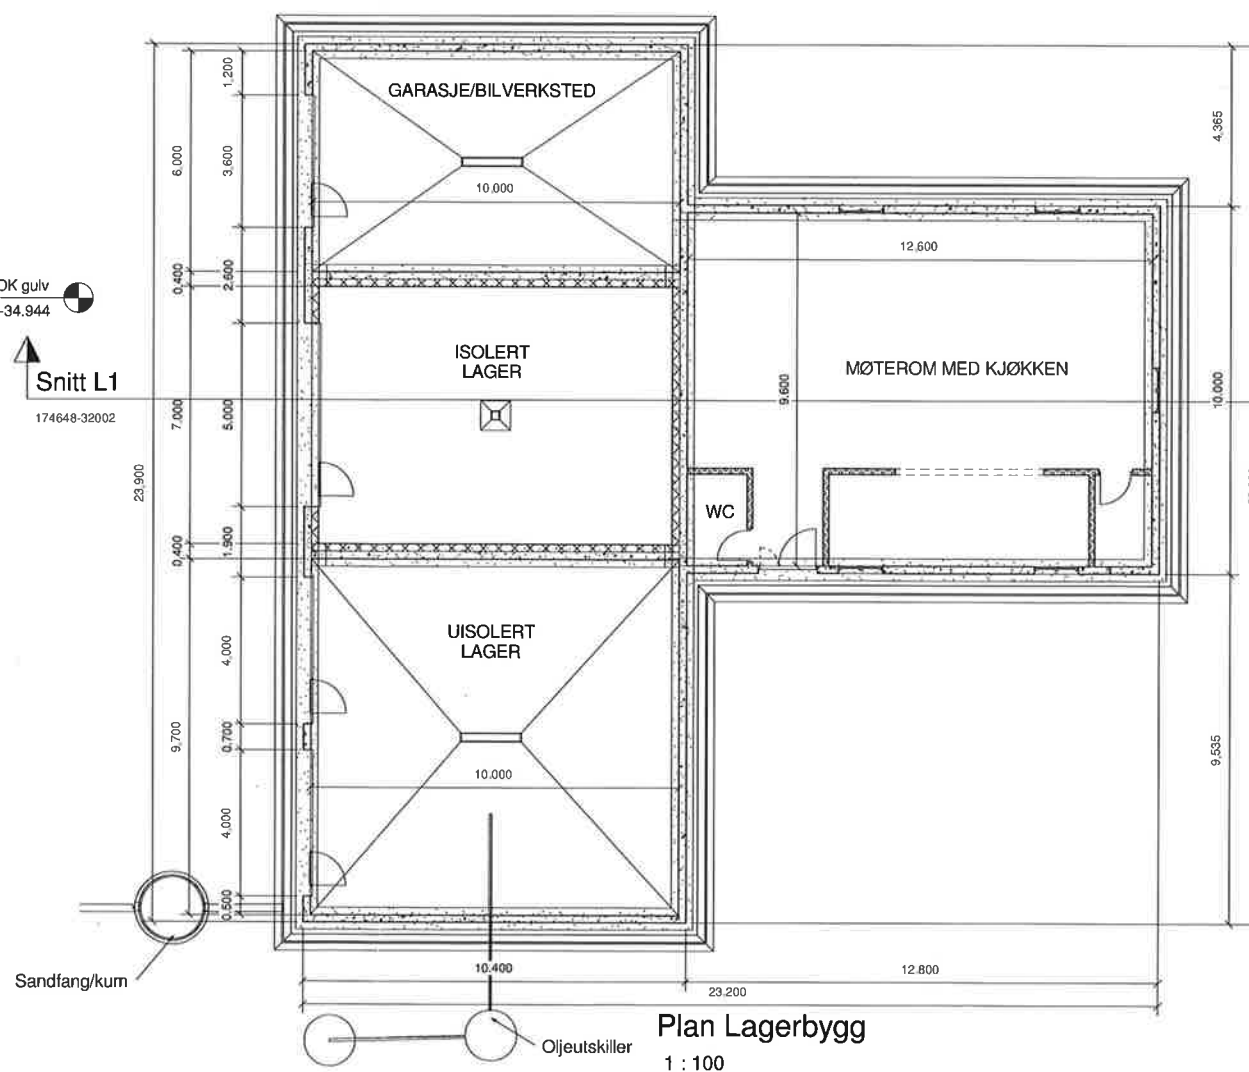 GARASJE/BILVERKSTED
1,200
6,000
3,600
4,365
10,000
12,600
OK gulv
-34.944
0.400
2.600
ISOLERT
LAGER
MØTEROM MED KJØKKEN
Snitt L1
174648-32002
7.000
5.000
9.600
10.000
23,900
WC
0.400
1.900
UISOLERT
LAGER
4,000
9,700
0.700
9,535
10.000
4,000
0.500
Sandfang/kum
10.400
12.800
23.200
Plan Lagerbygg
Oljeutskiller
1 : 100